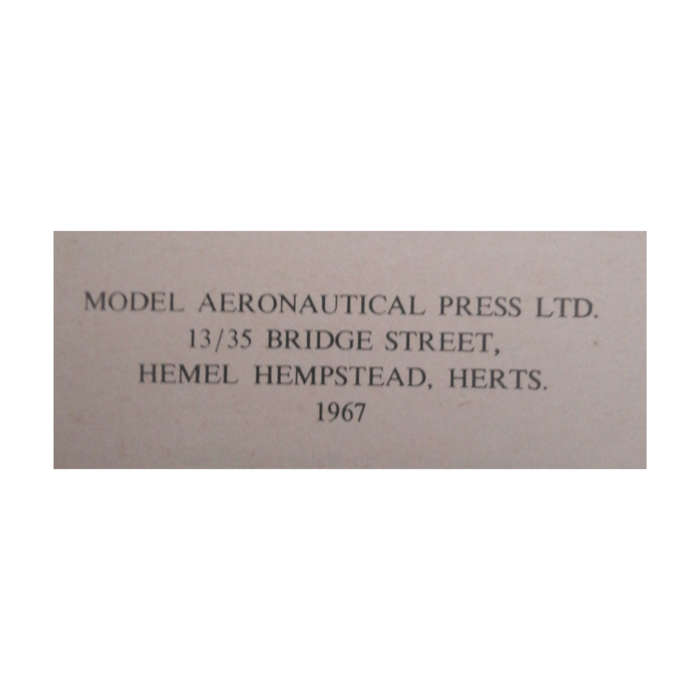 MODEL AERONAUTICAL PRESS LTD.
13/35 BRIDGE STREET,
HEMEL HEMPSTEAD, HERTS.
1967